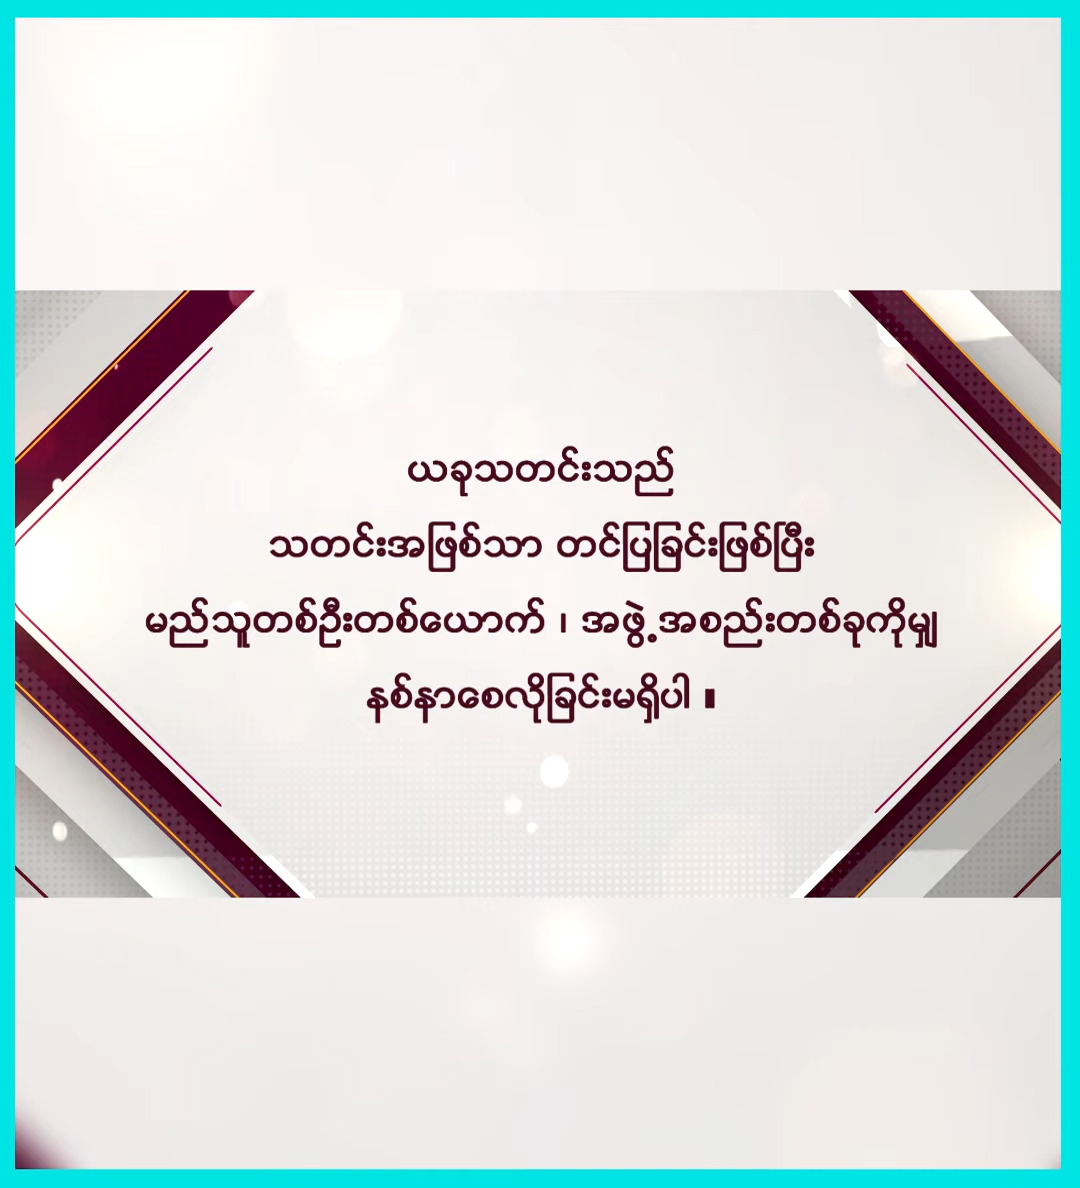 ယခုသတင်းသည်
သတင်းအဖြစ်သာ တင်ပြခြင်းဖြစ်ပြီး
မည်သူတစ်ဦးတစ်ယောက် ၊ အဖွဲ့အစည်းတစ်ခုကိုမျှ
နစ်နာစေလိုခြင်းမရှိပါ ။